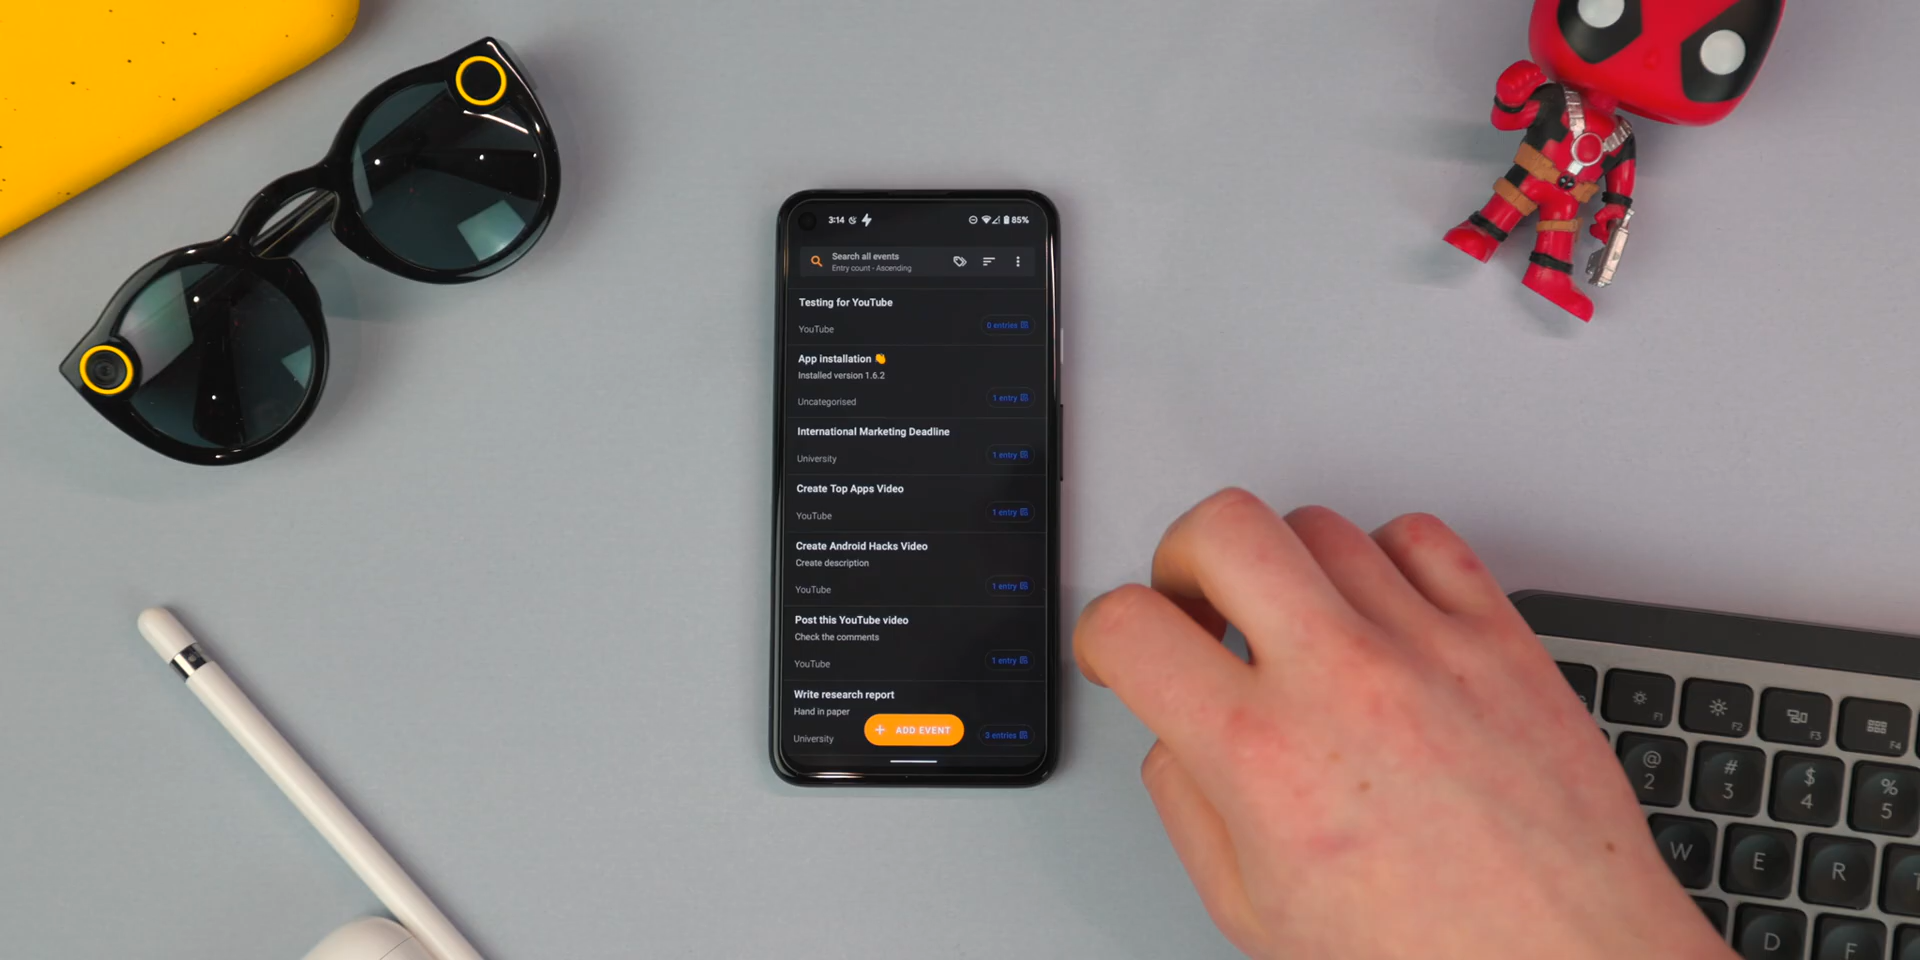 3:14
85%
Search all events
Entry count - Ascending
Testing for YouTube
YouTube
0 entries
App installation 👏
Installed version 1.6.2
Uncategorised
1 entry
International Marketing Deadline
University
1 entry
Create Top Apps Video
YouTube
1 entry
Create Android Hacks Video
Create description
YouTube
1 entry
Post this YouTube video
Check the comments
YouTube
1 entry
Write research report
Hand in paper
University
3 entries
+ ADD EVENT
F1 F2 F3 F4
@ # $ %
2 3 4 5
W E R
D F